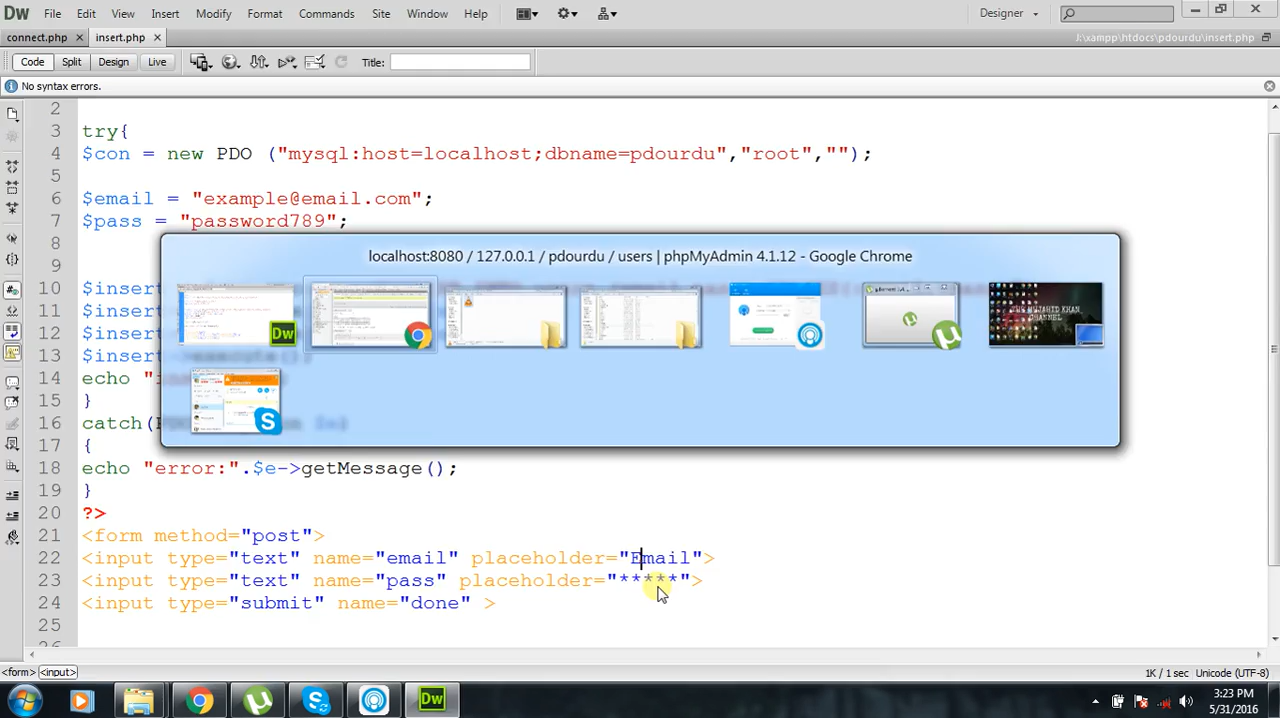 Dw File Edit View Insert Modify Format Commands Site Window Help Designer
connect.php × insert.php × J:\xampp\htdocs\pdourdu\insert.php
Code Split Design Live Title:
No syntax errors.
2
3 try{
4 $con = new PDO ("mysql:host=localhost;dbname=pdourdu","root","");
5
6 $email = "example@email.com";
7 $pass = "password789";
8
localhost:8080 / 127.0.0.1 / pdourdu / users | phpMyAdmin 4.1.12 - Google Chrome
9
10 $insert
11 $insert
12 $insert
13 $insert->execute();
14 echo
15 }
16 catch(
17 {
18 echo "error:".$e->getMessage();
19 }
20 ?>
21 <form method="post">
22 <input type="text" name="email" placeholder="Email">
23 <input type="text" name="pass" placeholder="*****">
24 <input type="submit" name="done" >
25
26
<form> <input> 1K / 1 sec Unicode (UTF-8)
Dw 3:23 PM
5/31/2016